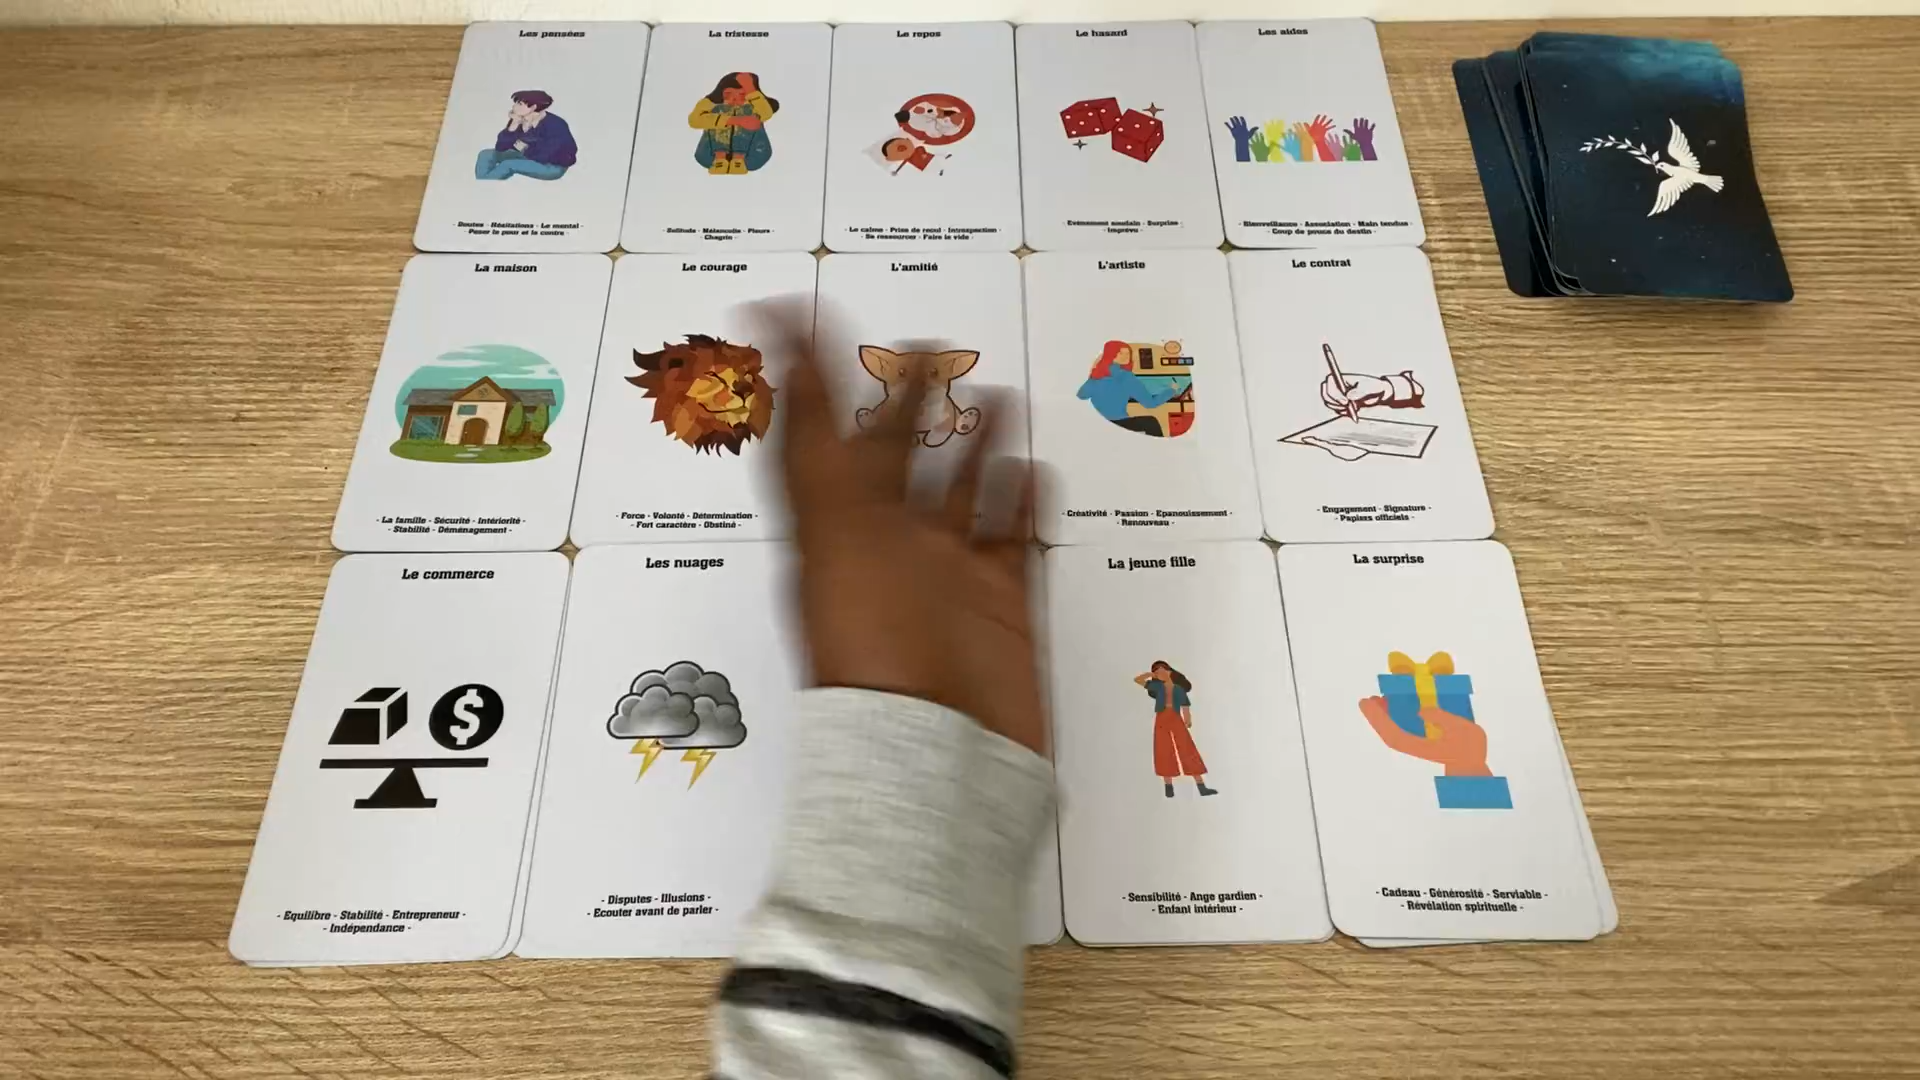 Les pensées
- Doutes - Hésitations - Le mental -
Peser le pour et le contre -
La tristesse
- Solitude - Mélancolie - Pleurs -
Chagrin -
Le repos
- Le calme - Prise de recul - Introspection -
- Se ressourcer - Faire le vide -
Le hasard
- Evénement soudain - Surprise -
- Imprévu -
Les aides
- Bienveillance - Association - Main tendue -
- Coup de pouce du destin -
La maison
- La famille - Sécurité - Intériorité -
- Stabilité - Déménagement -
Le courage
- Force - Volonté - Détermination -
- Fort caractère - Obstiné -
L'amitié
L'artiste
- Créativité - Passion - Epanouissement -
- Renouveau -
Le contrat
- Engagement - Signature -
- Papiers officiels -
Le commerce
- Equilibre - Stabilité - Entrepreneur -
- Indépendance -
Les nuages
- Disputes - Illusions -
- Ecouter avant de parler -
La jeune fille
- Sensibilité - Ange gardien -
- Enfant intérieur -
La surprise
- Cadeau - Générosité - Serviable -
- Révélation spirituelle -